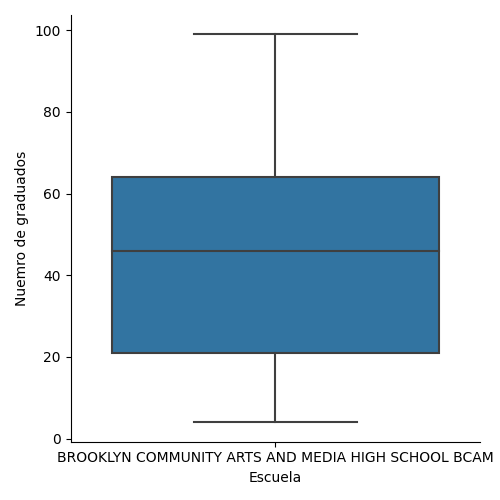 100
80
60
40
20
0
Nuemro de graduados
BROOKLYN COMMUNITY ARTS AND MEDIA HIGH SCHOOL BCAM
Escuela